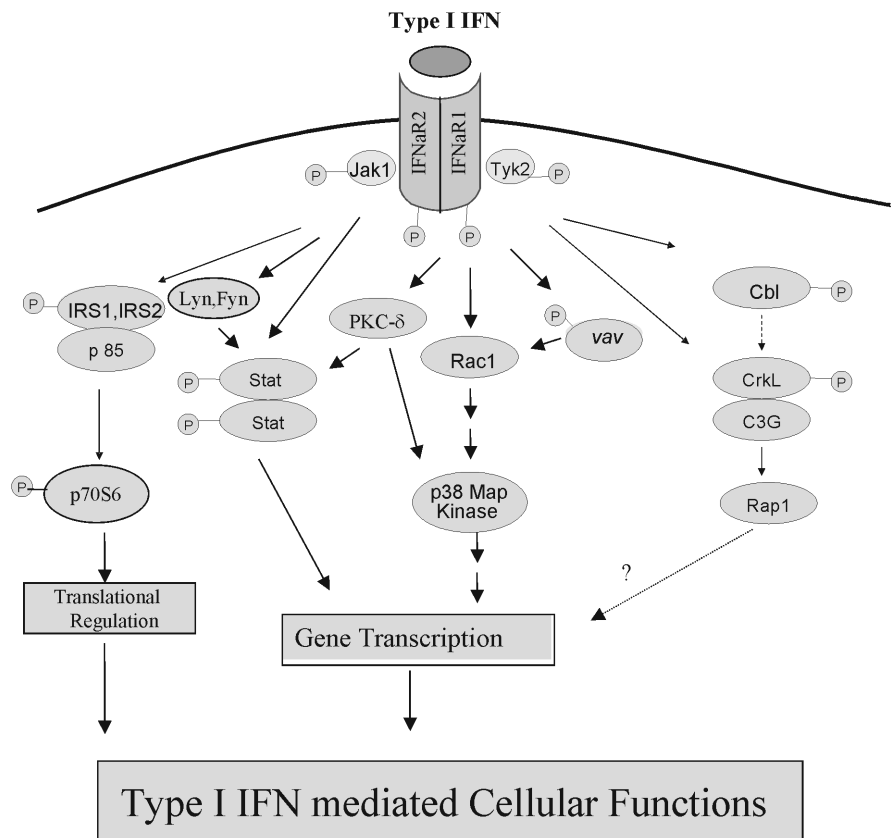 Type I IFN
IFNaR2
IFNaR1
P
Jak1
Tyk2
P
P
P
P
IRS1,IRS2
p 85
Lyn,Fyn
PKC-δ
P
vav
Rac1
Cbl
P
P
Stat
P
Stat
CrkL
P
C3G
P
p70S6
p38 Map
Kinase
Rap1
?
Translational
Regulation
Gene Transcription
Type I IFN mediated Cellular Functions